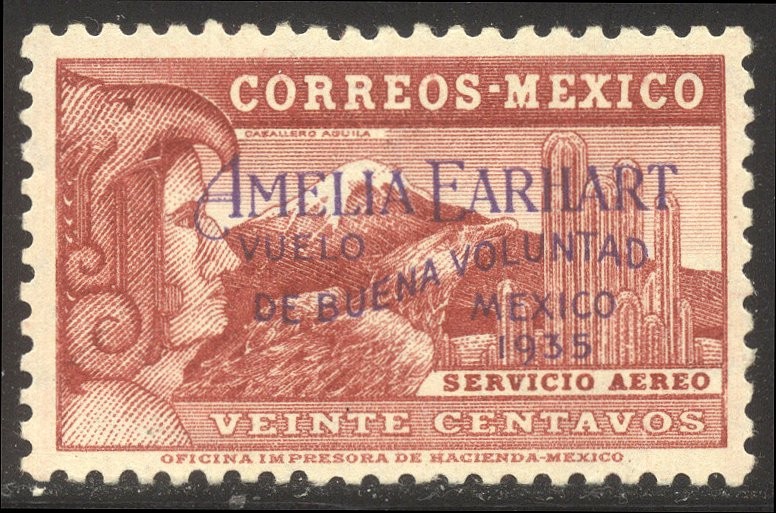 CORREOS-MEXICO
CABALLERO AGUILA
AMELIA EARHART
VUELO
DE BUENA VOLUNTAD
MEXICO
1935
SERVICIO AEREO
VEINTE CENTAVOS
OFICINA IMPRESORA DE HACIENDA-MEXICO.